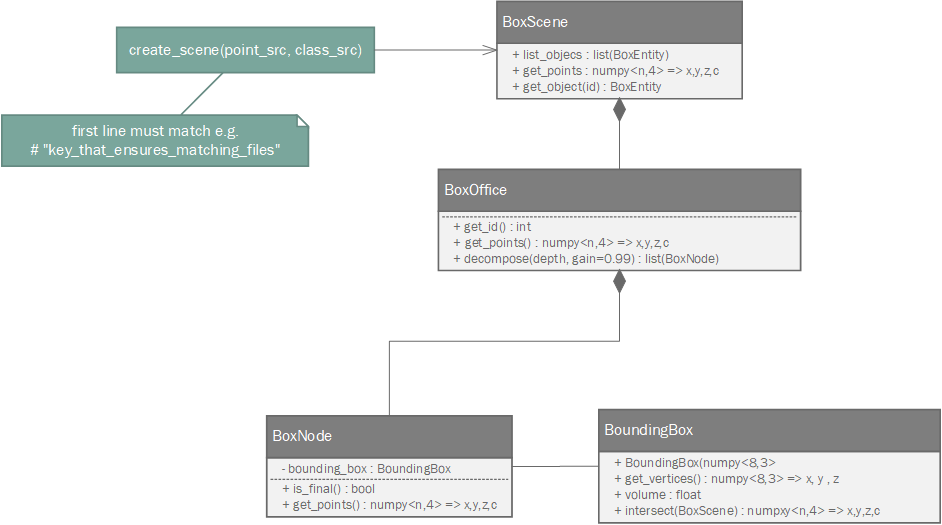 BoxScene
+ list_objecs : list(BoxEntity)
+ get_points : numpy<n,4> => x,y,z,c
+ get_object(id) : BoxEntity
create_scene(point_src, class_src)
first line must match e.g.
# "key_that_ensures_matching_files"
BoxOffice
+ get_id() : int
+ get_points() : numpy<n,4> => x,y,z,c
+ decompose(depth, gain=0.99) : list(BoxNode)
BoxNode
- bounding_box : BoundingBox
+ is_final() : bool
+ get_points() : numpy<n,4> => x,y,z,c
BoundingBox
+ BoundingBox(numpy<8,3>
+ get_vertices() : numpy<8,3> => x, y , z
+ volume : float
+ intersect(BoxScene) : numpxy<n,4> => x,y,z,c